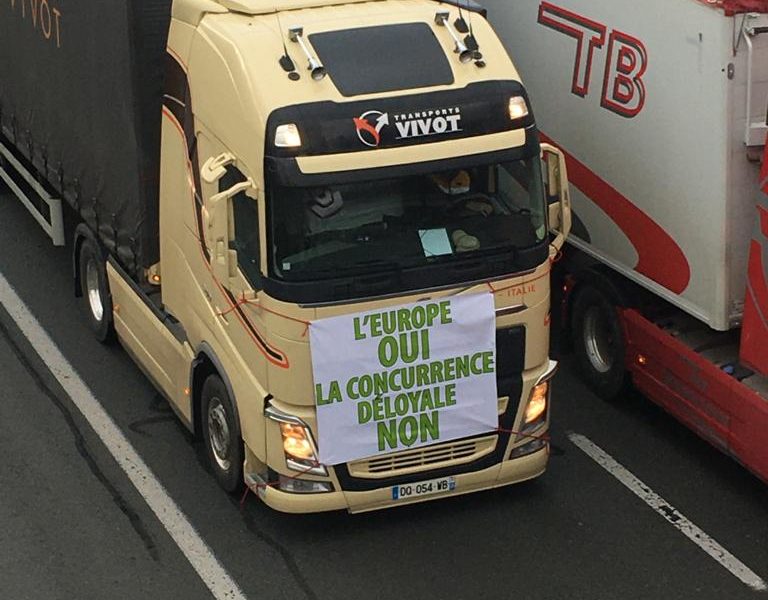 VIVOT
TRANSPORTS
VIVOT
TB
ITALIE
L'EUROPE
OUI
LA CONCURRENCE
DÉLOYALE
NON
DQ-054-WB